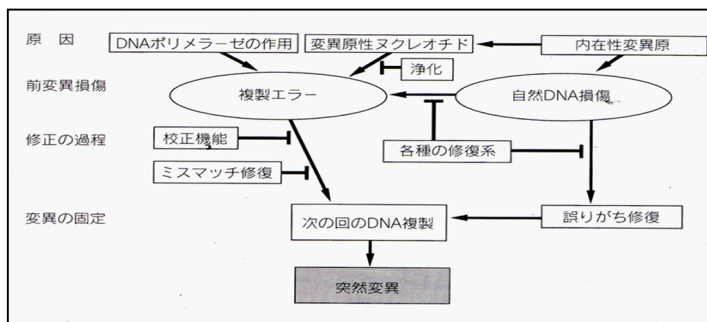 原　因
DNAポリメラーゼの作用
変異原性ヌクレオチド
内在性変異原
浄化
前変異損傷
複製エラー
自然DNA損傷
修正の過程
校正機能
各種の修復系
ミスマッチ修復
変異の固定
次の回のDNA複製
誤りがち修復
突然変異